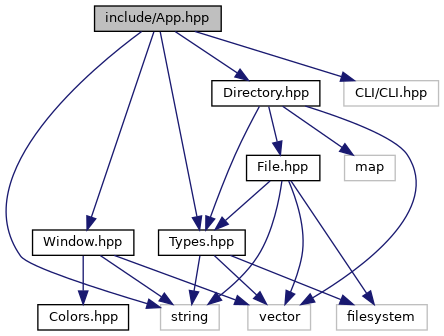 include/App.hpp
Directory.hpp
CLI/CLI.hpp
File.hpp
map
Window.hpp
Types.hpp
Colors.hpp
string
vector
filesystem